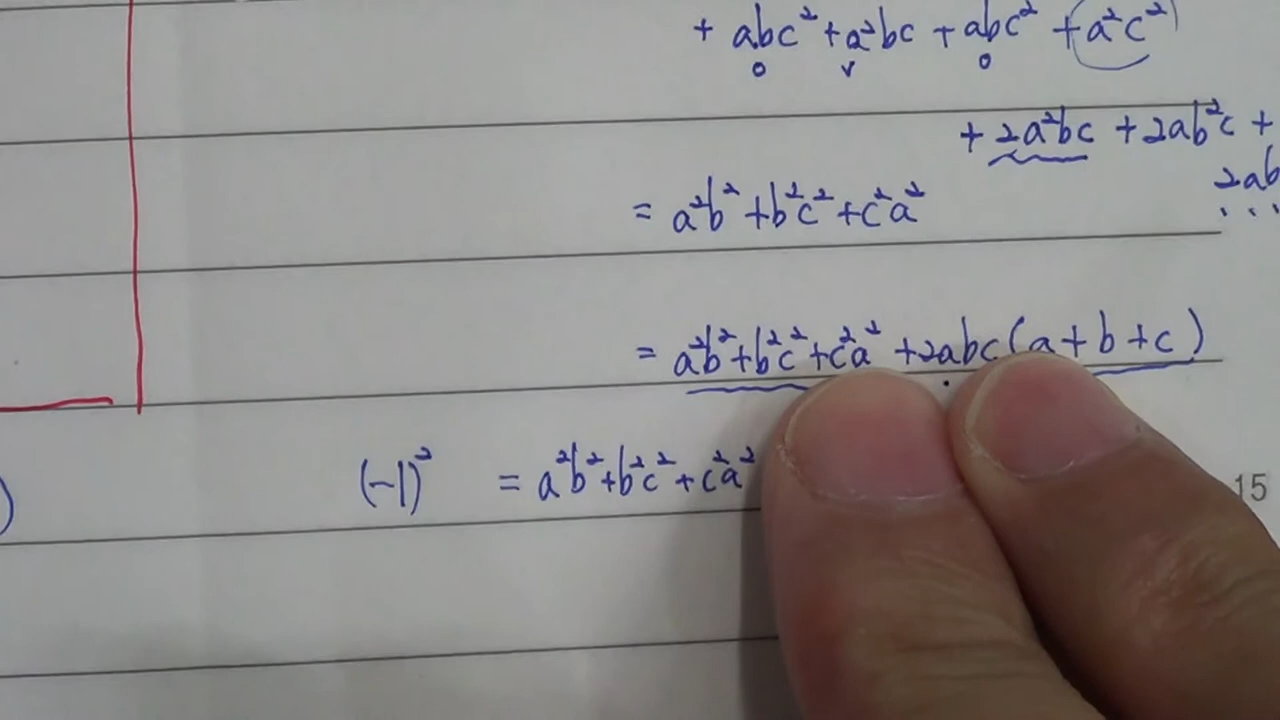 + abc² + a²bc + abc² + (a²c²)
+ 2a²bc + 2ab²c +
2ab
= a²b² + b²c² + c²a²
= a²b² + b²c² + c²a² + 2abc(a + b + c)
(-1)² = a²b² + b²c² + c²a²
15
)